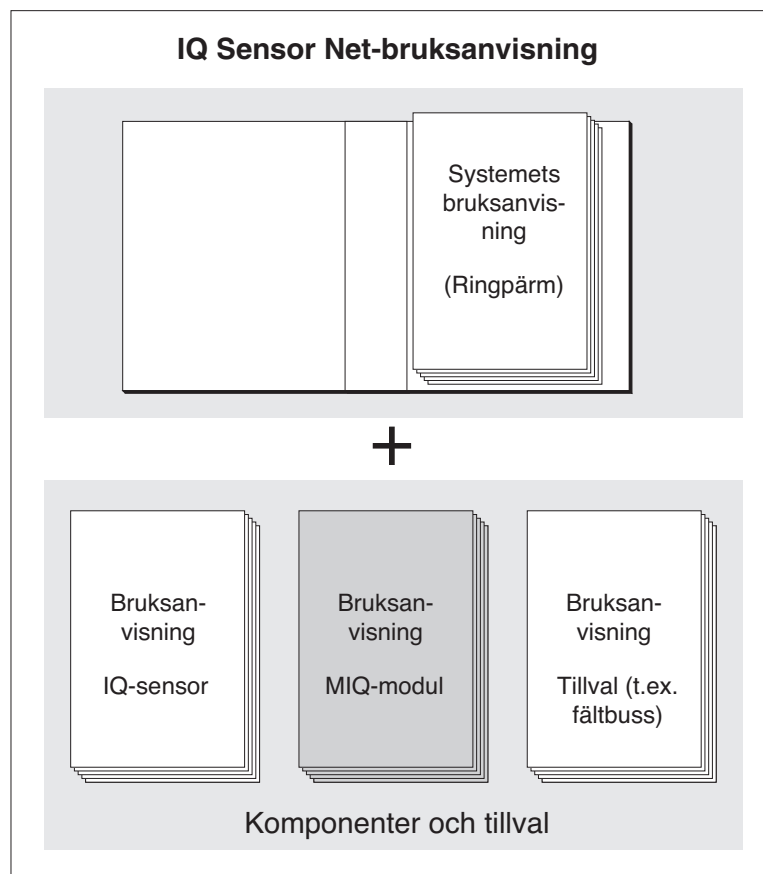 IQ Sensor Net-bruksanvisning
Systemets
bruksanvis-
ning
(Ringpärm)
+
Bruksan-
visning
IQ-sensor
Bruksan-
visning
MIQ-modul
Bruksan-
visning
Tillval (t.ex.
fältbuss)
Komponenter och tillval